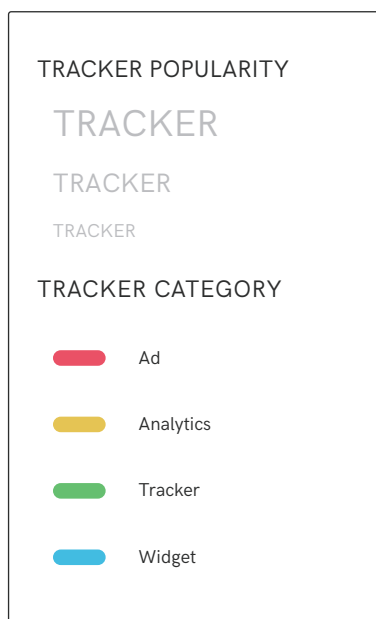 TRACKER POPULARITY
TRACKER
TRACKER
TRACKER
TRACKER CATEGORY
Ad
Analytics
Tracker
Widget